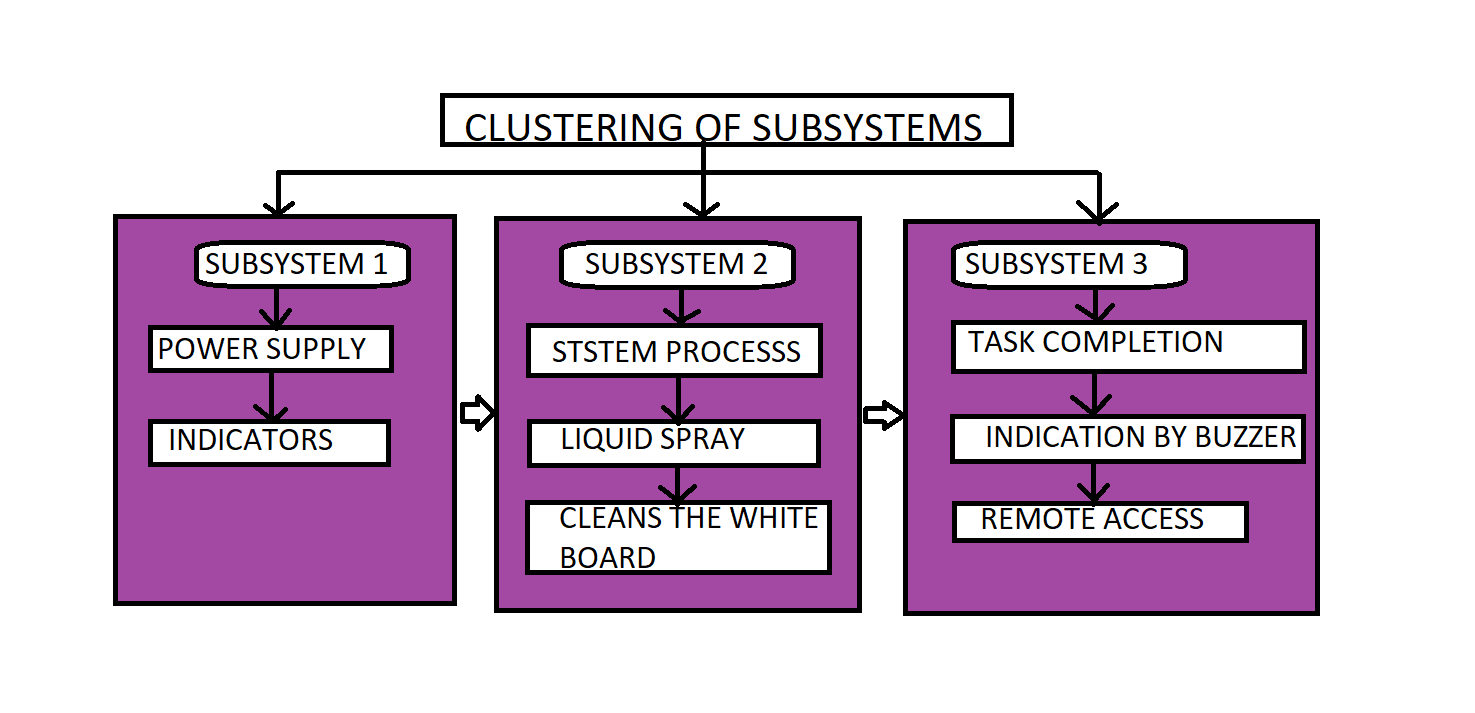 CLUSTERING OF SUBSYSTEMS
SUBSYSTEM 1
POWER SUPPLY
INDICATORS
SUBSYSTEM 2
STSTEM PROCESSS
LIQUID SPRAY
CLEANS THE WHITE
BOARD
SUBSYSTEM 3
TASK COMPLETION
INDICATION BY BUZZER
REMOTE ACCESS